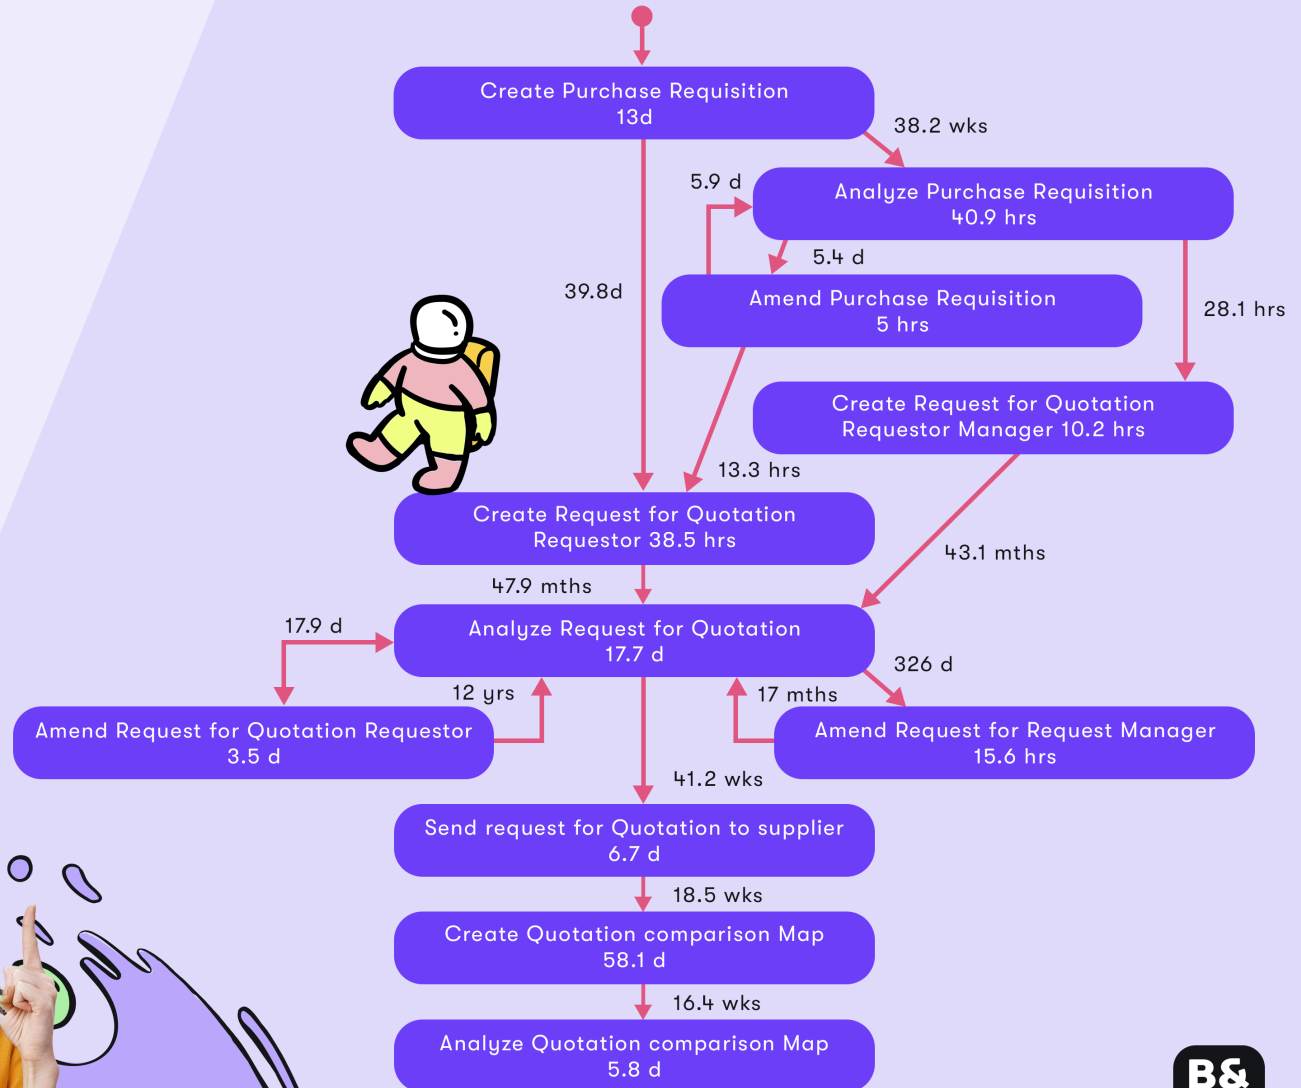 Create Purchase Requisition
13d
38.2 wks
5.9 d
Analyze Purchase Requisition
40.9 hrs
5.4 d
39.8d
Amend Purchase Requisition
5 hrs
28.1 hrs
Create Request for Quotation
Requestor Manager 10.2 hrs
13.3 hrs
Create Request for Quotation
Requestor 38.5 hrs
43.1 mths
47.9 mths
17.9 d
Analyze Request for Quotation
17.7 d
326 d
12 yrs
17 mths
Amend Request for Quotation Requestor
3.5 d
Amend Request for Request Manager
15.6 hrs
41.2 wks
Send request for Quotation to supplier
6.7 d
18.5 wks
Create Quotation comparison Map
58.1 d
16.4 wks
Analyze Quotation comparison Map
5.8 d
B&